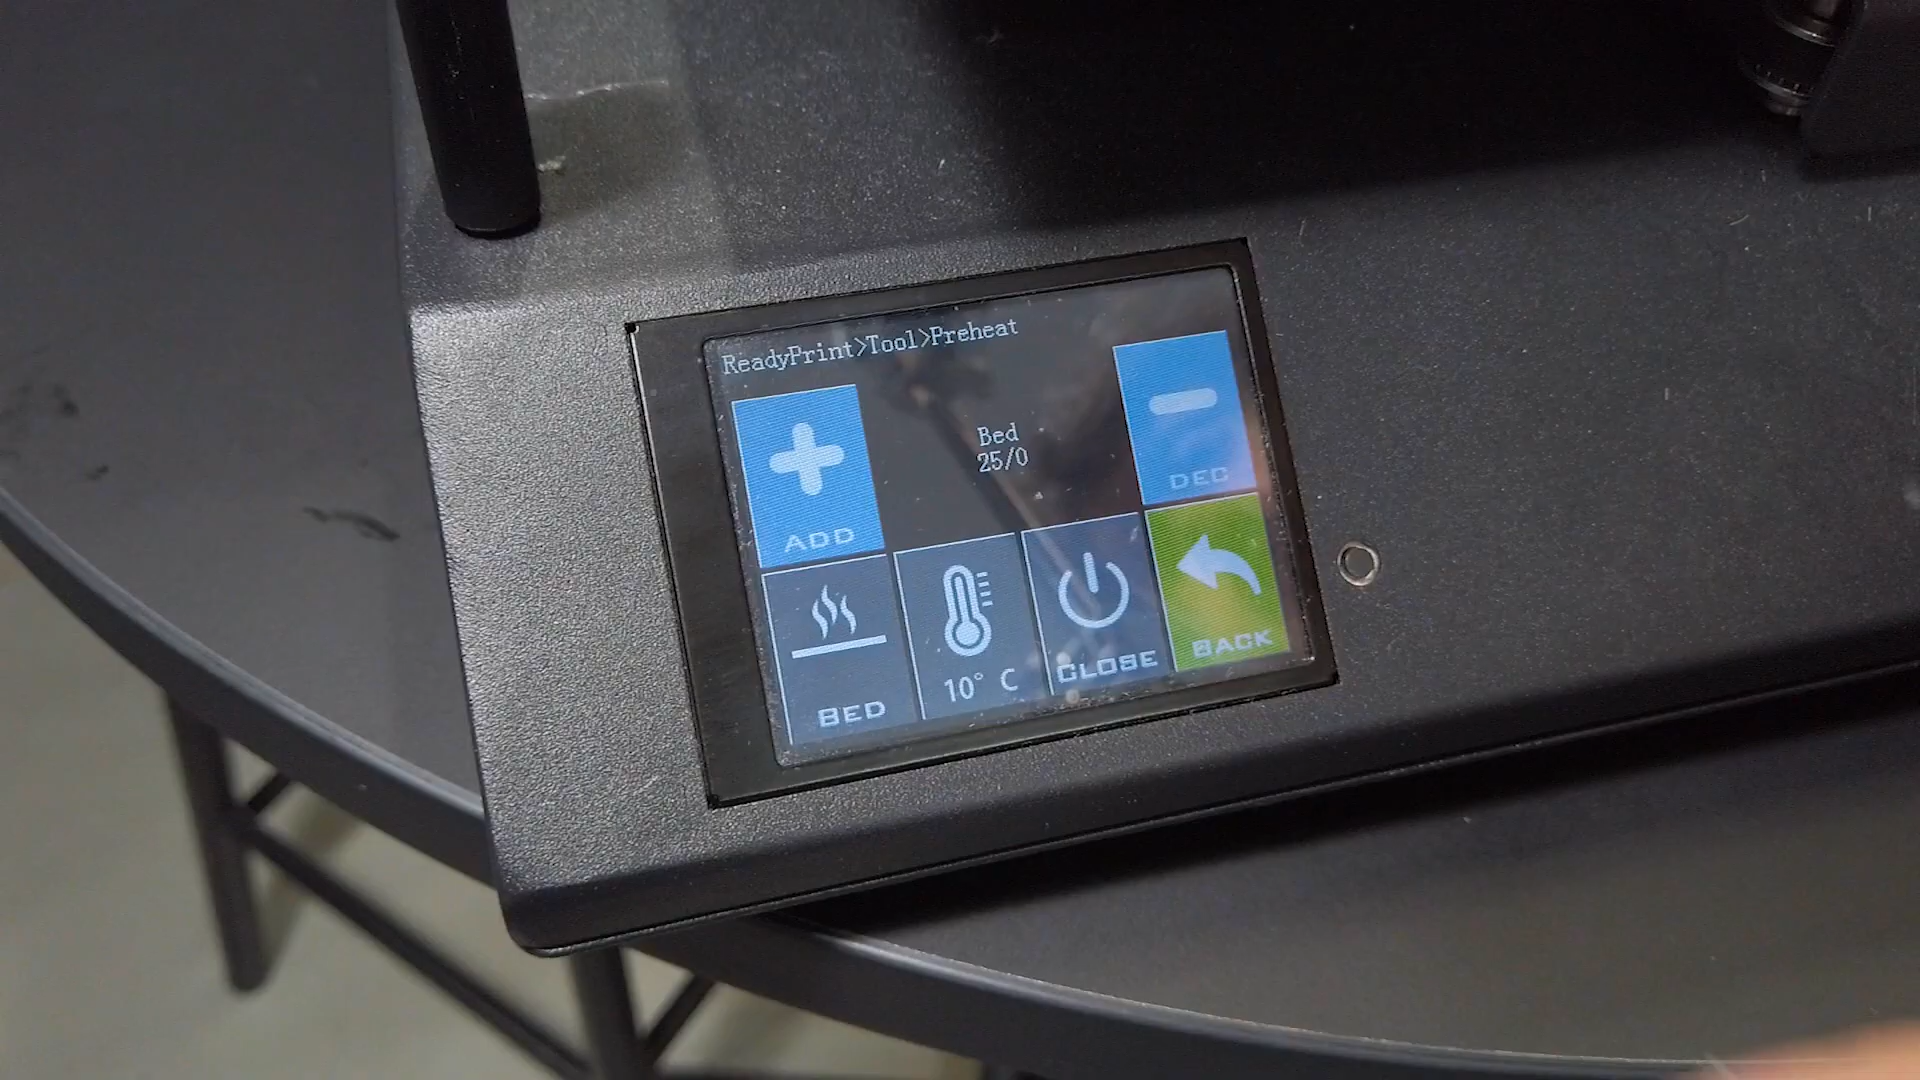 ReadyPrint>Tool>Preheat
Bed
25/0
ADD
DEC
BED
10° C
CLOSE
BACK